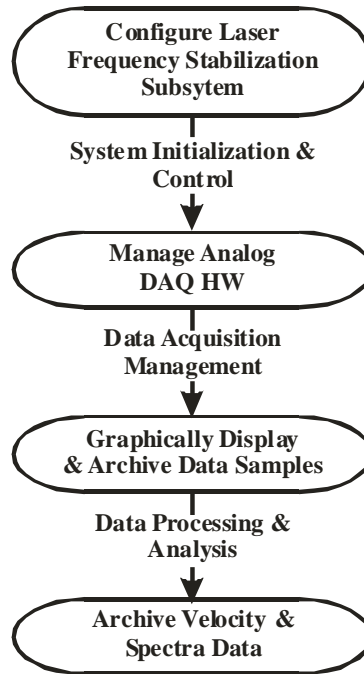 Configure Laser
Frequency Stabilization
Subsytem
System Initialization &
Control
Manage Analog
DAQ HW
Data Acquisition
Management
Graphically Display
& Archive Data Samples
Data Processing &
Analysis
Archive Velocity &
Spectra Data